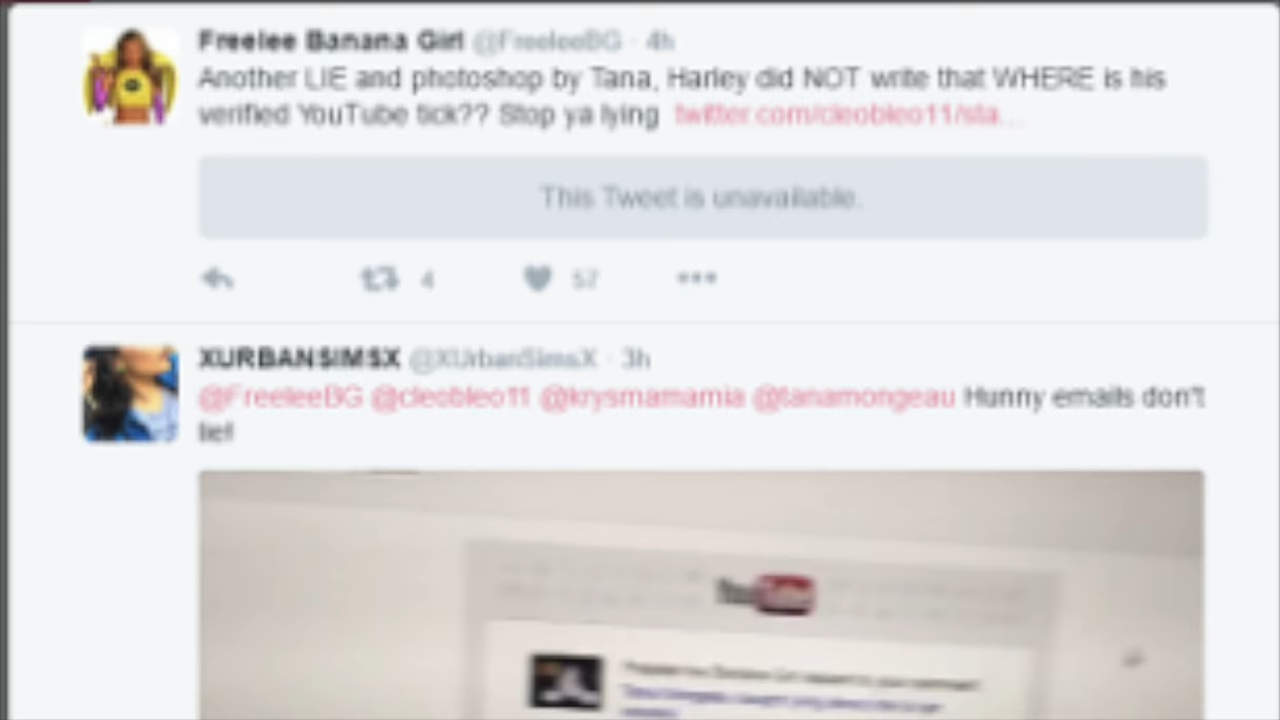 Freelee Banana Girl @FreeleeBG · 4h
Another LIE and photoshop by Tana, Harley did NOT write that WHERE is his
verified YouTube tick?? Stop ya lying twitter.com/cleobleo11/sta...
This Tweet is unavailable.
4 57
XURBANSIMSX @XUrbanSimsX · 3h
@FreeleeBG @cleobleo11 @krysmamamia @tanamongeau Hunny emails don't
lie!
You Tube